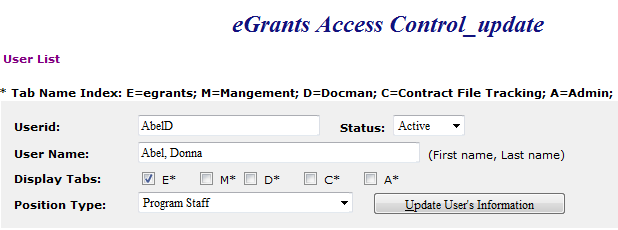 eGrants Access Control_update
User List
* Tab Name Index: E=egrants; M=Mangement; D=Docman; C=Contract File Tracking; A=Admin;
Userid: AbelD Status: Active
User Name: Abel, Donna (First name, Last name)
Display Tabs: E* M* D* C* A*
Position Type: Program Staff Update User's Information